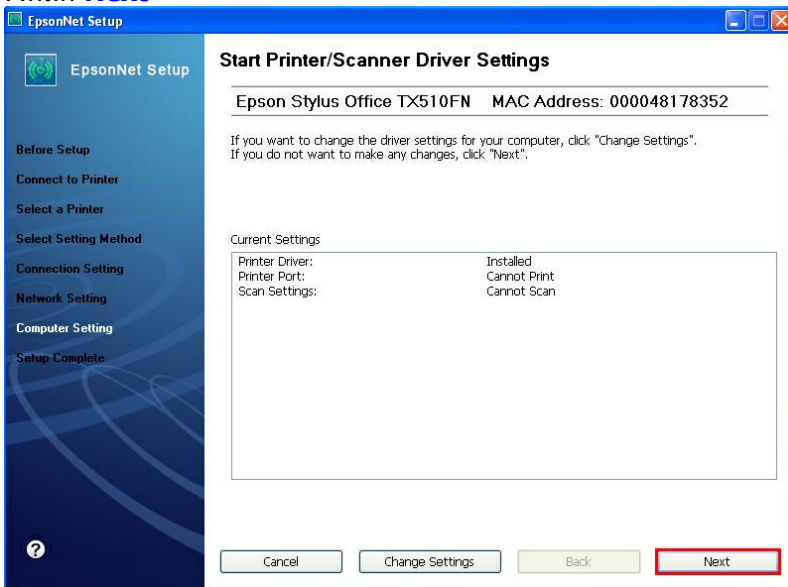 EpsonNet Setup
EpsonNet Setup
Start Printer/Scanner Driver Settings
Epson Stylus Office TX510FN MAC Address: 000048178352
If you want to change the driver settings for your computer, click "Change Settings".
If you do not want to make any changes, click "Next".
Before Setup
Connect to Printer
Select a Printer
Select Setting Method
Connection Setting
Network Setting
Computer Setting
Setup Complete
Current Settings
Printer Driver: Installed
Printer Port: Cannot Print
Scan Settings: Cannot Scan
?
Cancel
Change Settings
Back
Next